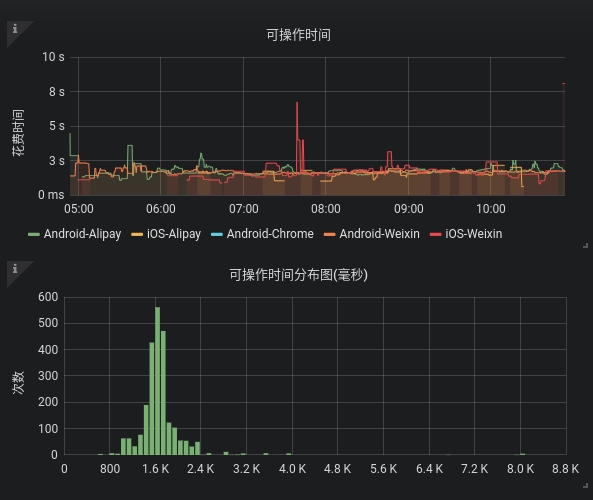 i
可操作时间
花费时间
10 s
8 s
5 s
3 s
0 ms
05:00 06:00 07:00 08:00 09:00 10:00
Android-Alipay iOS-Alipay Android-Chrome Android-Weixin iOS-Weixin
i
可操作时间分布图(毫秒)
次数
600
500
400
300
200
100
0
0 800 1.6 K 2.4 K 3.2 K 4.0 K 4.8 K 5.6 K 6.4 K 7.2 K 8.0 K 8.8 K